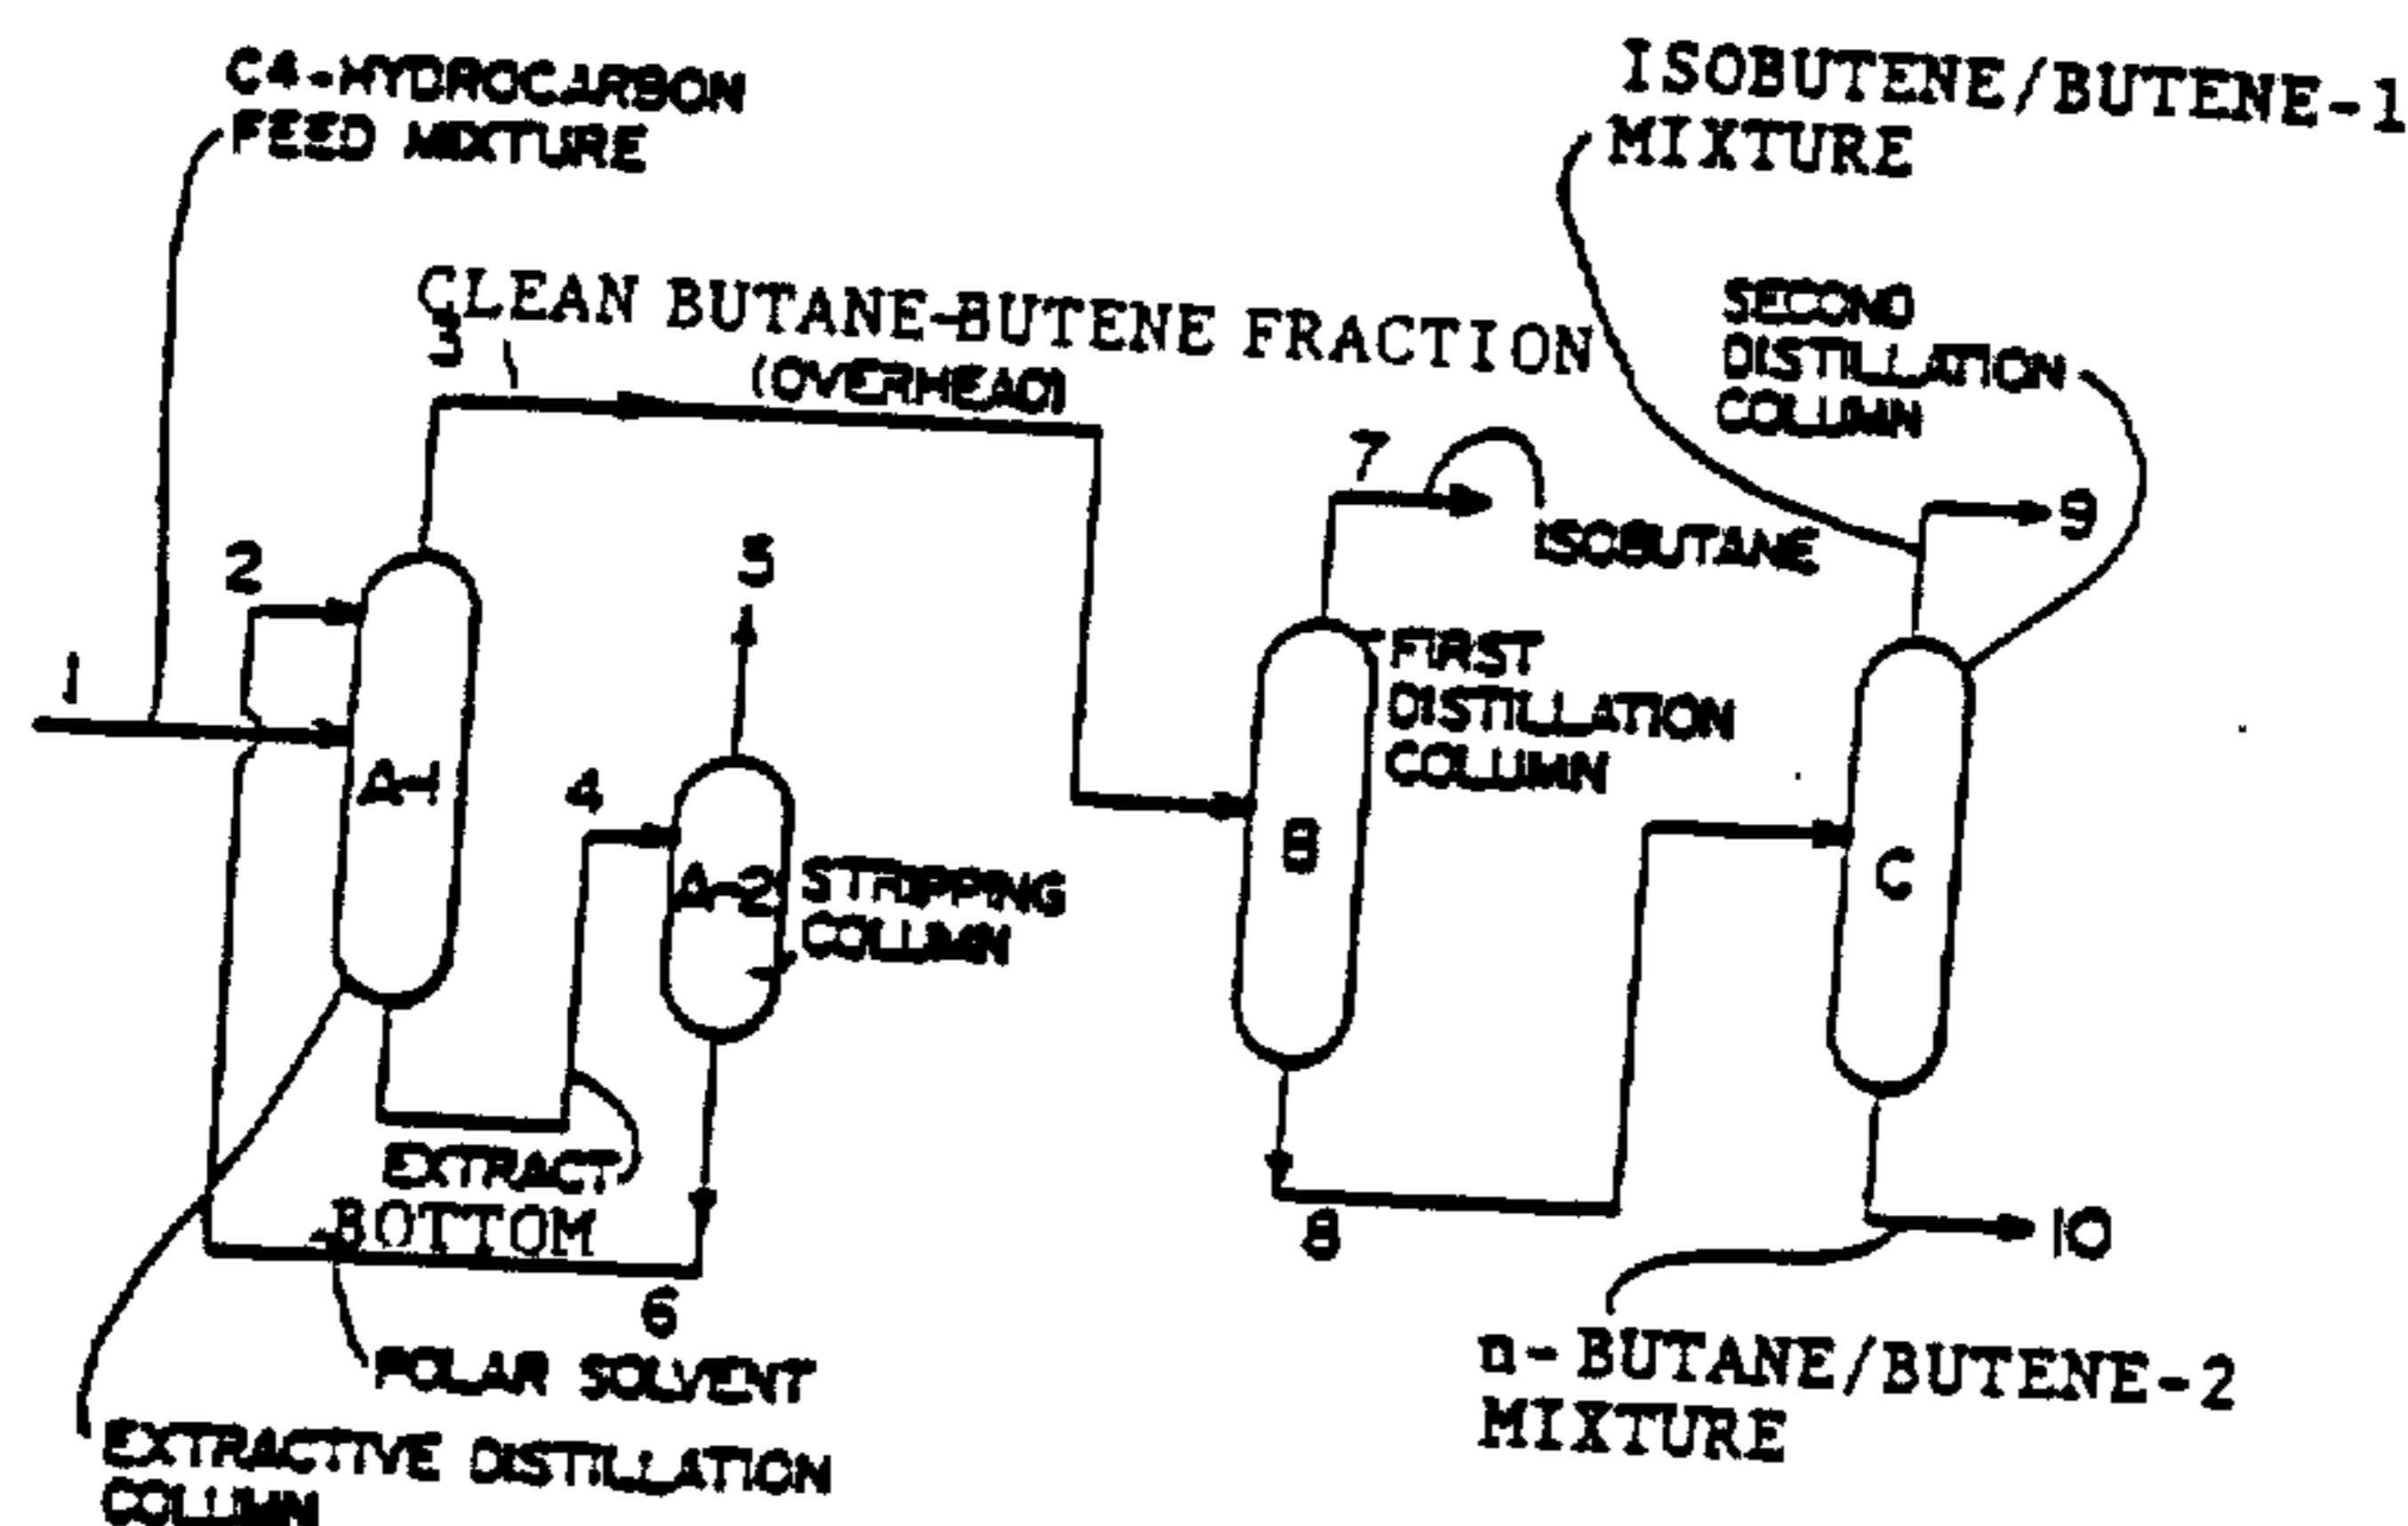 C4-HYDROCARBON
FEED MIXTURE
ISOBUTENE/BUTENE-1
MIXTURE
CLEAN BUTANE-BUTENE FRACTION
(OVERHEAD)
3
SECOND
DISTILLATION
COLUMN
7
9
ISOBUTANE
2
5
1
FIRST
DISTILLATION
COLUMN
A-1
4
B
A-2
STRIPPING
COLUMN
C
EXTRACT
BOTTOM
8
10
6
POLAR SOLVENT
n-BUTANE/BUTENE-2
MIXTURE
EXTRACTIVE DISTILLATION
COLUMN